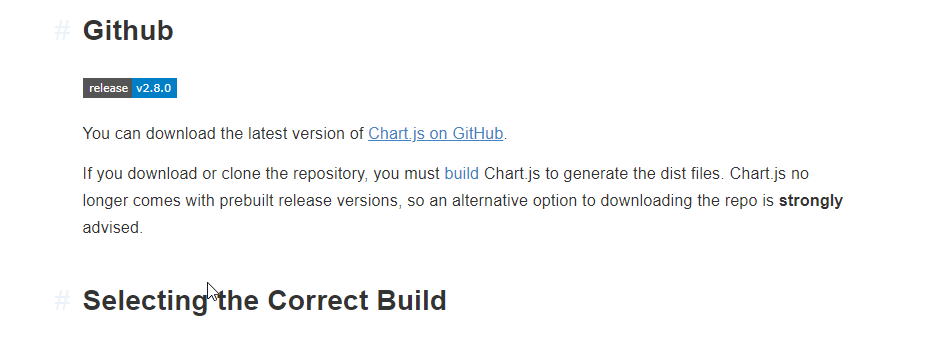 # Github
release v2.8.0
You can download the latest version of Chart.js on GitHub.
If you download or clone the repository, you must build Chart.js to generate the dist files. Chart.js no
longer comes with prebuilt release versions, so an alternative option to downloading the repo is strongly
advised.
# Selecting the Correct Build